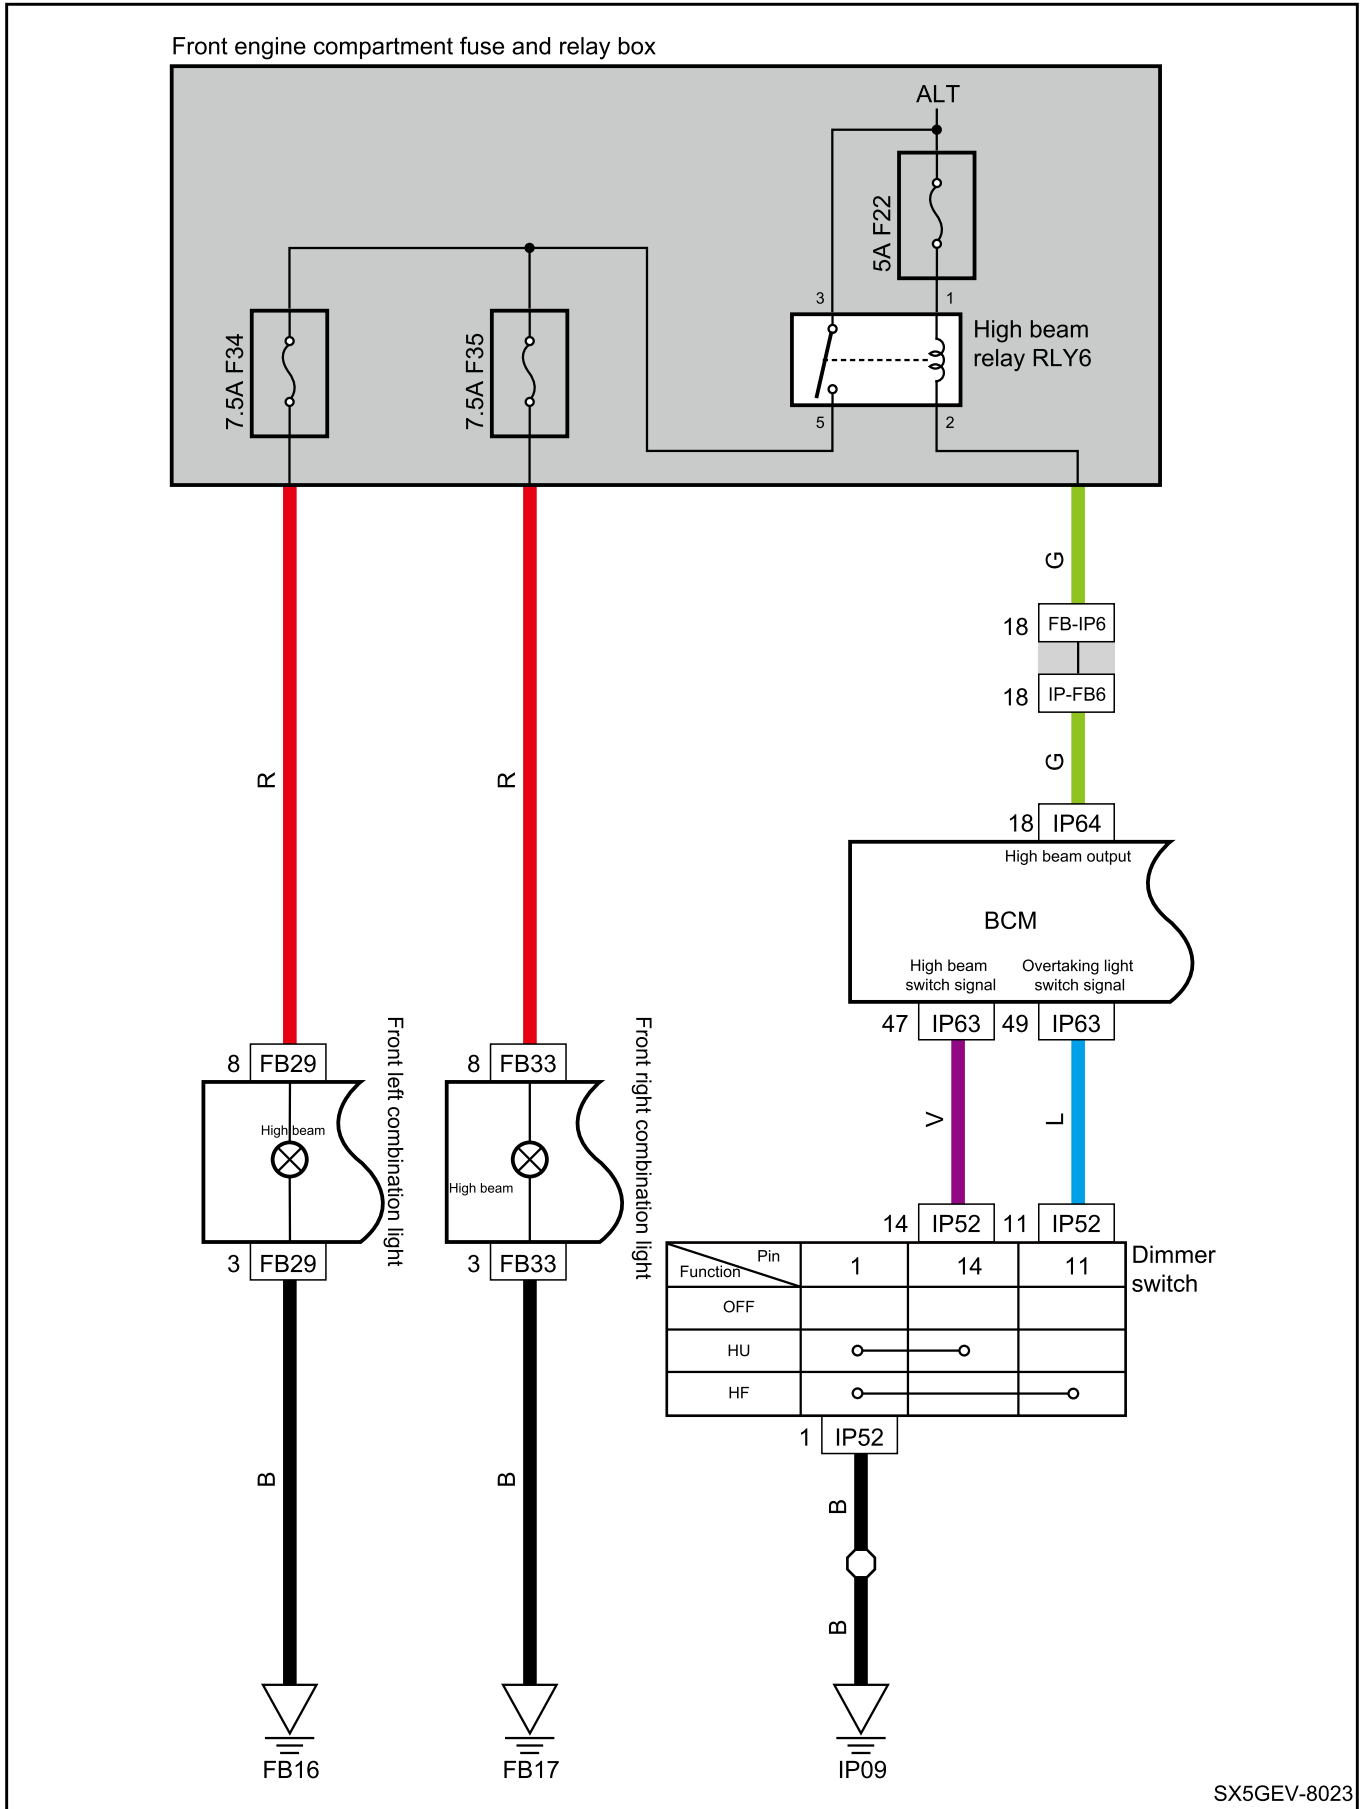 Front engine compartment fuse and relay box
ALT
5A F22
3
1
7.5A F34
7.5A F35
High beam
relay RLY6
5
2
G
18
FB-IP6
18
IP-FB6
R
R
G
18
IP64
High beam output
BCM
High beam
switch signal
Overtaking light
switch signal
47
IP63
49
IP63
8
FB29
Front left combination light
8
FB33
Front right combination light
High beam
High beam
V
L
14
IP52
11
IP52
3
FB29
3
FB33
Dimmer
switch
Pin
Function
1
14
11
OFF
HU
HF
1
IP52
B
B
B
B
FB16
FB17
IP09
SX5GEV-8023